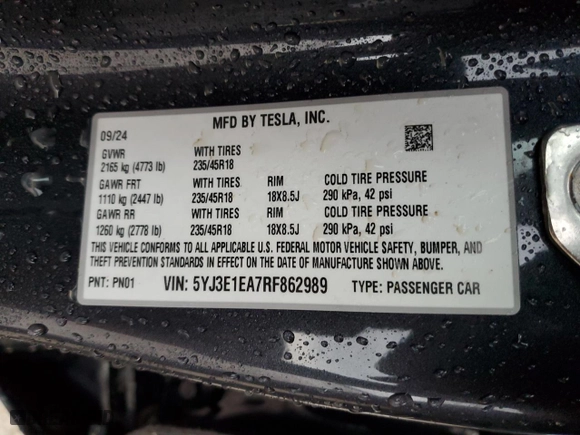 MFD BY TESLA, INC.
09/24
GVWR WITH TIRES
2165 kg (4773 lb) 235/45R18
GAWR FRT WITH TIRES RIM COLD TIRE PRESSURE
1110 kg (2447 lb) 235/45R18 18X8.5J 290 kPa, 42 psi
GAWR RR WITH TIRES RIM COLD TIRE PRESSURE
1260 kg (2778 lb) 235/45R18 18X8.5J 290 kPa, 42 psi
THIS VEHICLE CONFORMS TO ALL APPLICABLE U.S. FEDERAL MOTOR VEHICLE SAFETY, BUMPER, AND
THEFT PREVENTION STANDARDS IN EFFECT ON THE DATE OF MANUFACTURE SHOWN ABOVE.
PNT: PN01 VIN: 5YJ3E1EA7RF862989 TYPE: PASSENGER CAR